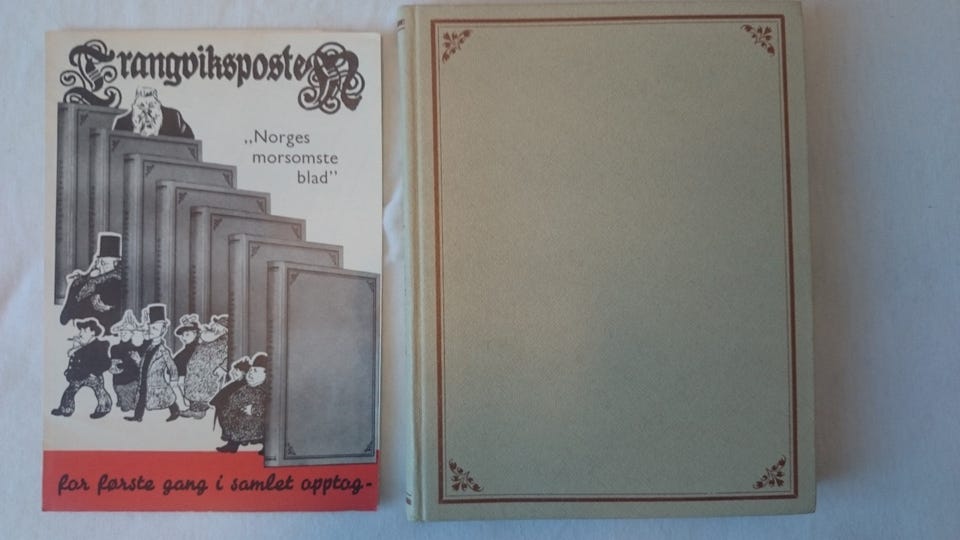 Trangviksposten
„Norges
morsomste
blad”
for første gang i samlet opptog-